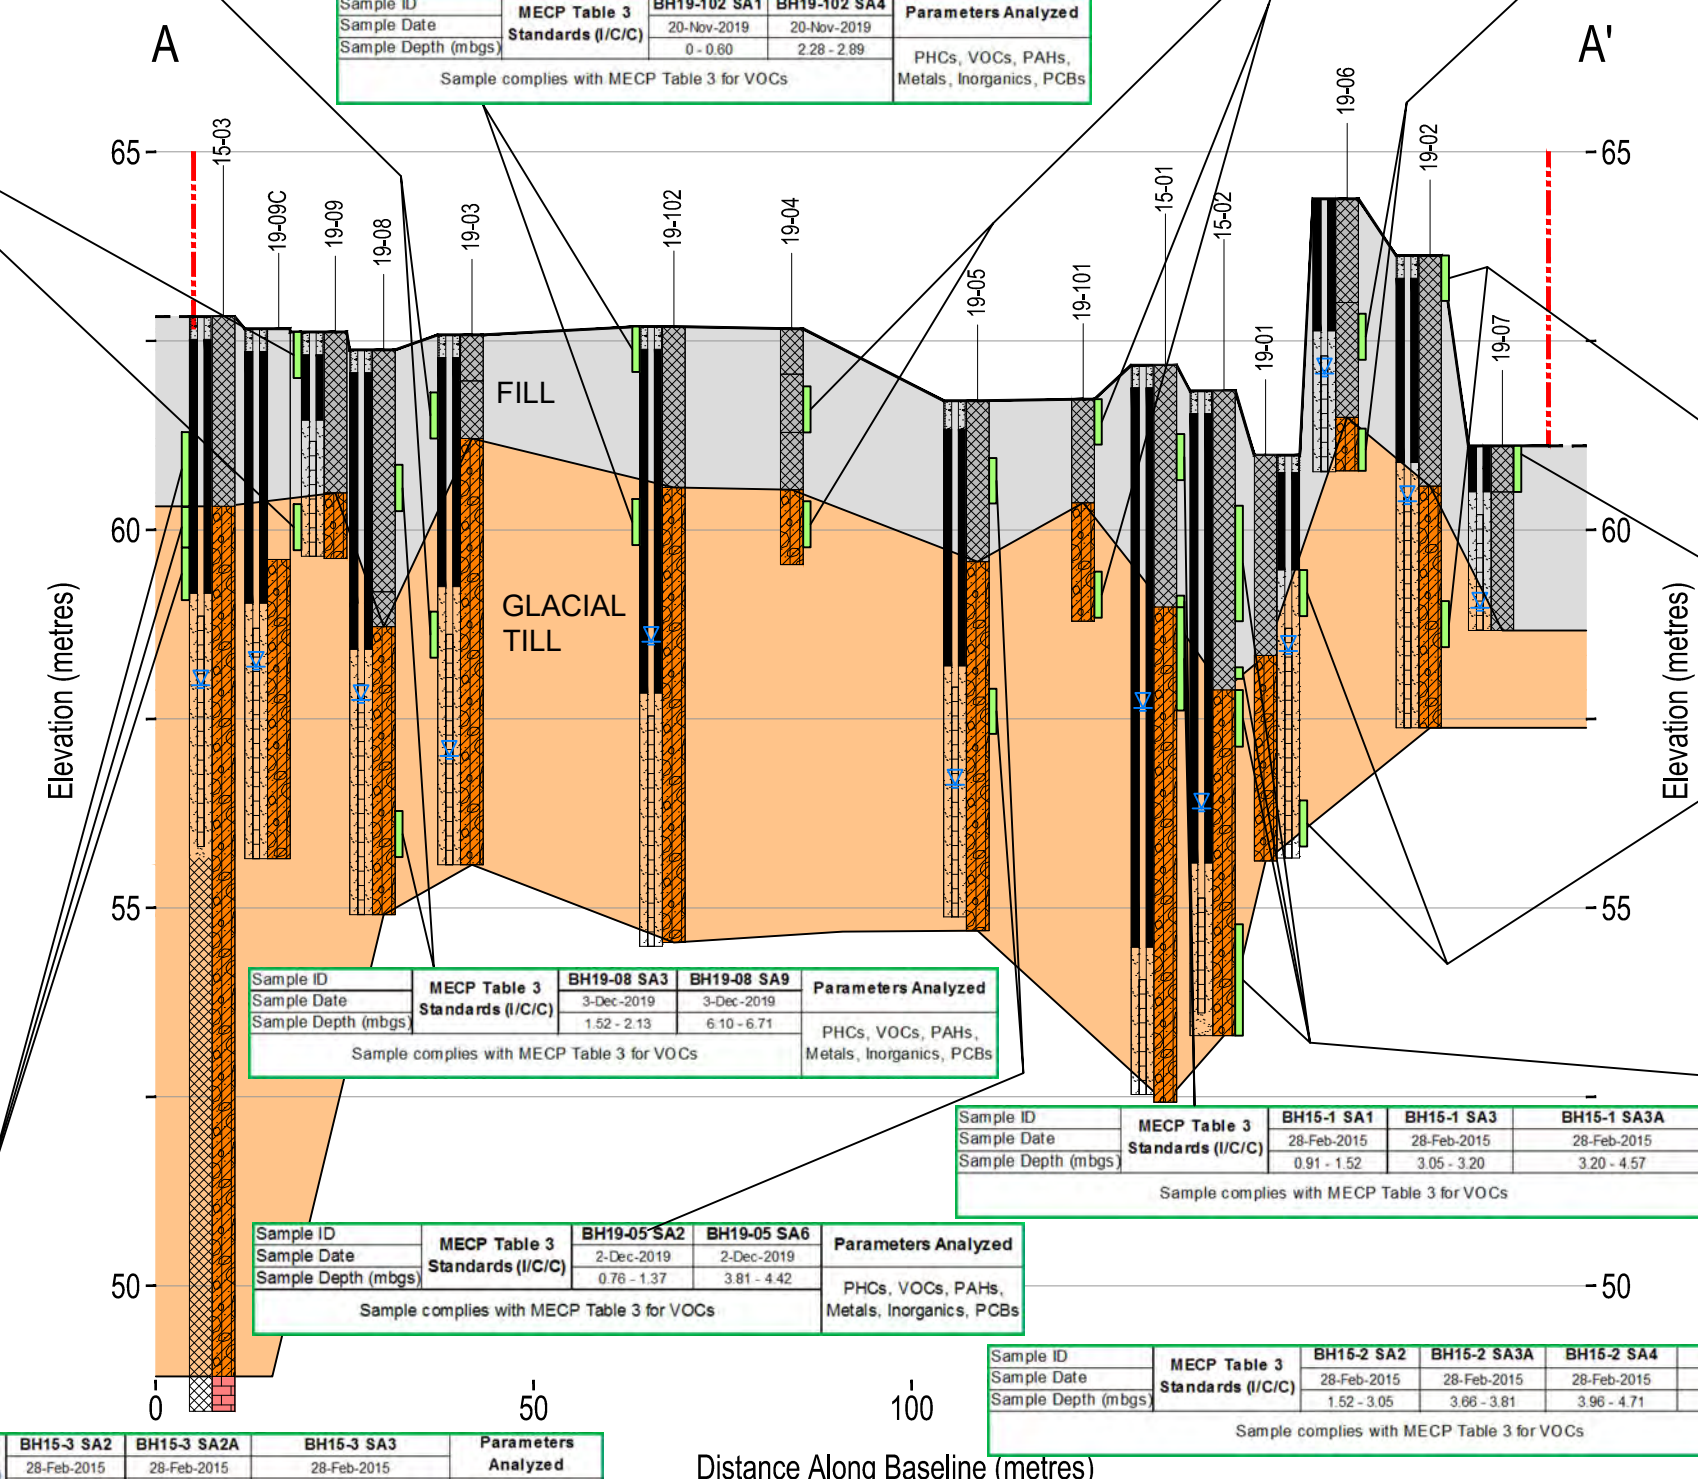 Sample ID MECP Table 3 Standards (I/C/C) BH19-102 SA1 BH19-102 SA4 Parameters Analyzed
Sample Date 20-Nov-2019 20-Nov-2019
Sample Depth (mbgs) 0 - 0.60 2.28 - 2.89 PHCs, VOCs, PAHs,
Sample complies with MECP Table 3 for VOCs Metals, Inorganics, PCBs
A
A'
65
15-03
19-09C
19-09
19-08
19-03
19-102
19-04
19-05
19-101
15-01
15-02
19-01
19-06
19-02
19-07
65
FILL
60
60
GLACIAL
TILL
Elevation (metres)
Elevation (metres)
55
55
Sample ID MECP Table 3 Standards (I/C/C) BH19-08 SA3 BH19-08 SA9 Parameters Analyzed
Sample Date 3-Dec-2019 3-Dec-2019
Sample Depth (mbgs) 1.52 - 2.13 6.10 - 6.71 PHCs, VOCs, PAHs,
Sample complies with MECP Table 3 for VOCs Metals, Inorganics, PCBs
Sample ID MECP Table 3 Standards (I/C/C) BH15-1 SA1 BH15-1 SA3 BH15-1 SA3A
Sample Date 28-Feb-2015 28-Feb-2015 28-Feb-2015
Sample Depth (mbgs) 0.91 - 1.52 3.05 - 3.20 3.20 - 4.57
Sample complies with MECP Table 3 for VOCs
Sample ID MECP Table 3 Standards (I/C/C) BH19-05 SA2 BH19-05 SA6 Parameters Analyzed
Sample Date 2-Dec-2019 2-Dec-2019
Sample Depth (mbgs) 0.76 - 1.37 3.81 - 4.42 PHCs, VOCs, PAHs,
Sample complies with MECP Table 3 for VOCs Metals, Inorganics, PCBs
50
50
Sample ID MECP Table 3 Standards (I/C/C) BH15-2 SA2 BH15-2 SA3A BH15-2 SA4
Sample Date 28-Feb-2015 28-Feb-2015 28-Feb-2015
Sample Depth (mbgs) 1.52 - 3.05 3.66 - 3.81 3.96 - 4.71
Sample complies with MECP Table 3 for VOCs
0
50
100
BH15-3 SA2 BH15-3 SA2A BH15-3 SA3 Parameters
28-Feb-2015 28-Feb-2015 28-Feb-2015 Analyzed
Distance Along Baseline (metres)